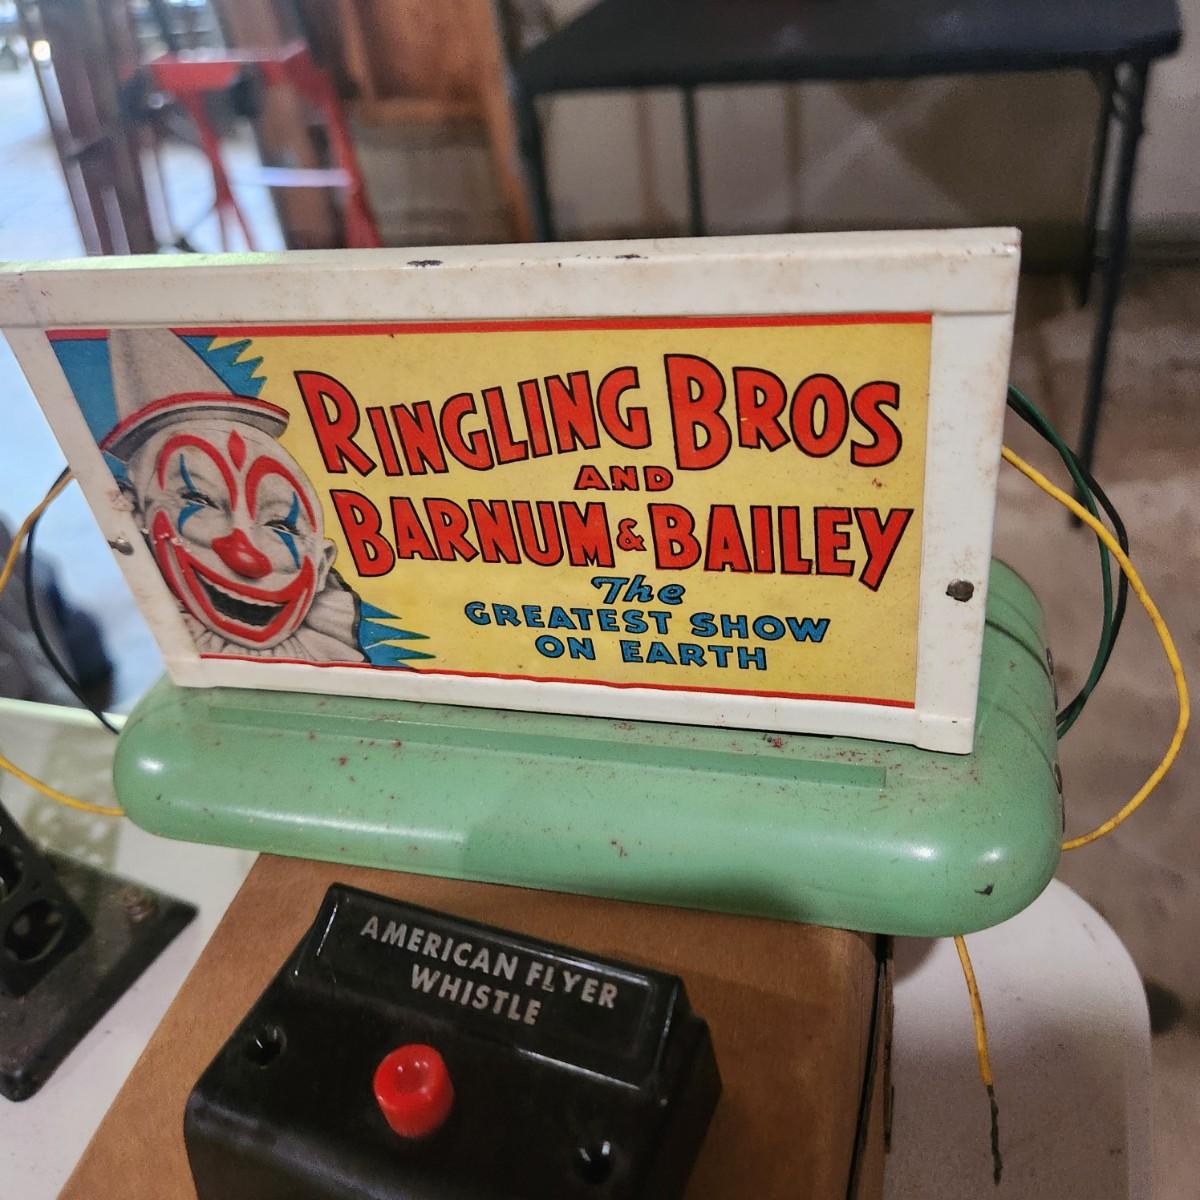 RINGLING BROS
AND
BARNUM & BAILEY
The
GREATEST SHOW
ON EARTH
AMERICAN FLYER
WHISTLE